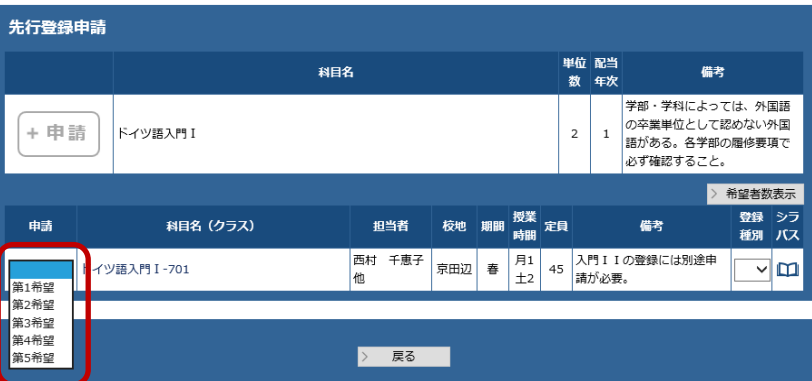 先行登録申請
科目名
単位数
配当年次
備考
+ 申請
ドイツ語入門Ⅰ
2
1
学部・学科によっては、外国語
の卒業単位として認めない外国
語がある。各学部の履修要項で
必ず確認すること。
> 希望者数表示
申請
科目名（クラス）
担当者
校地
期間
授業
時間
定員
備考
登録
種別
シラ
バス
イツ語入門Ⅰ-701
西村　千恵子
他
京田辺
春
月1
土2
45
入門ＩＩの登録には別途申
請が必要。
第1希望
第2希望
第3希望
第4希望
第5希望
> 戻る